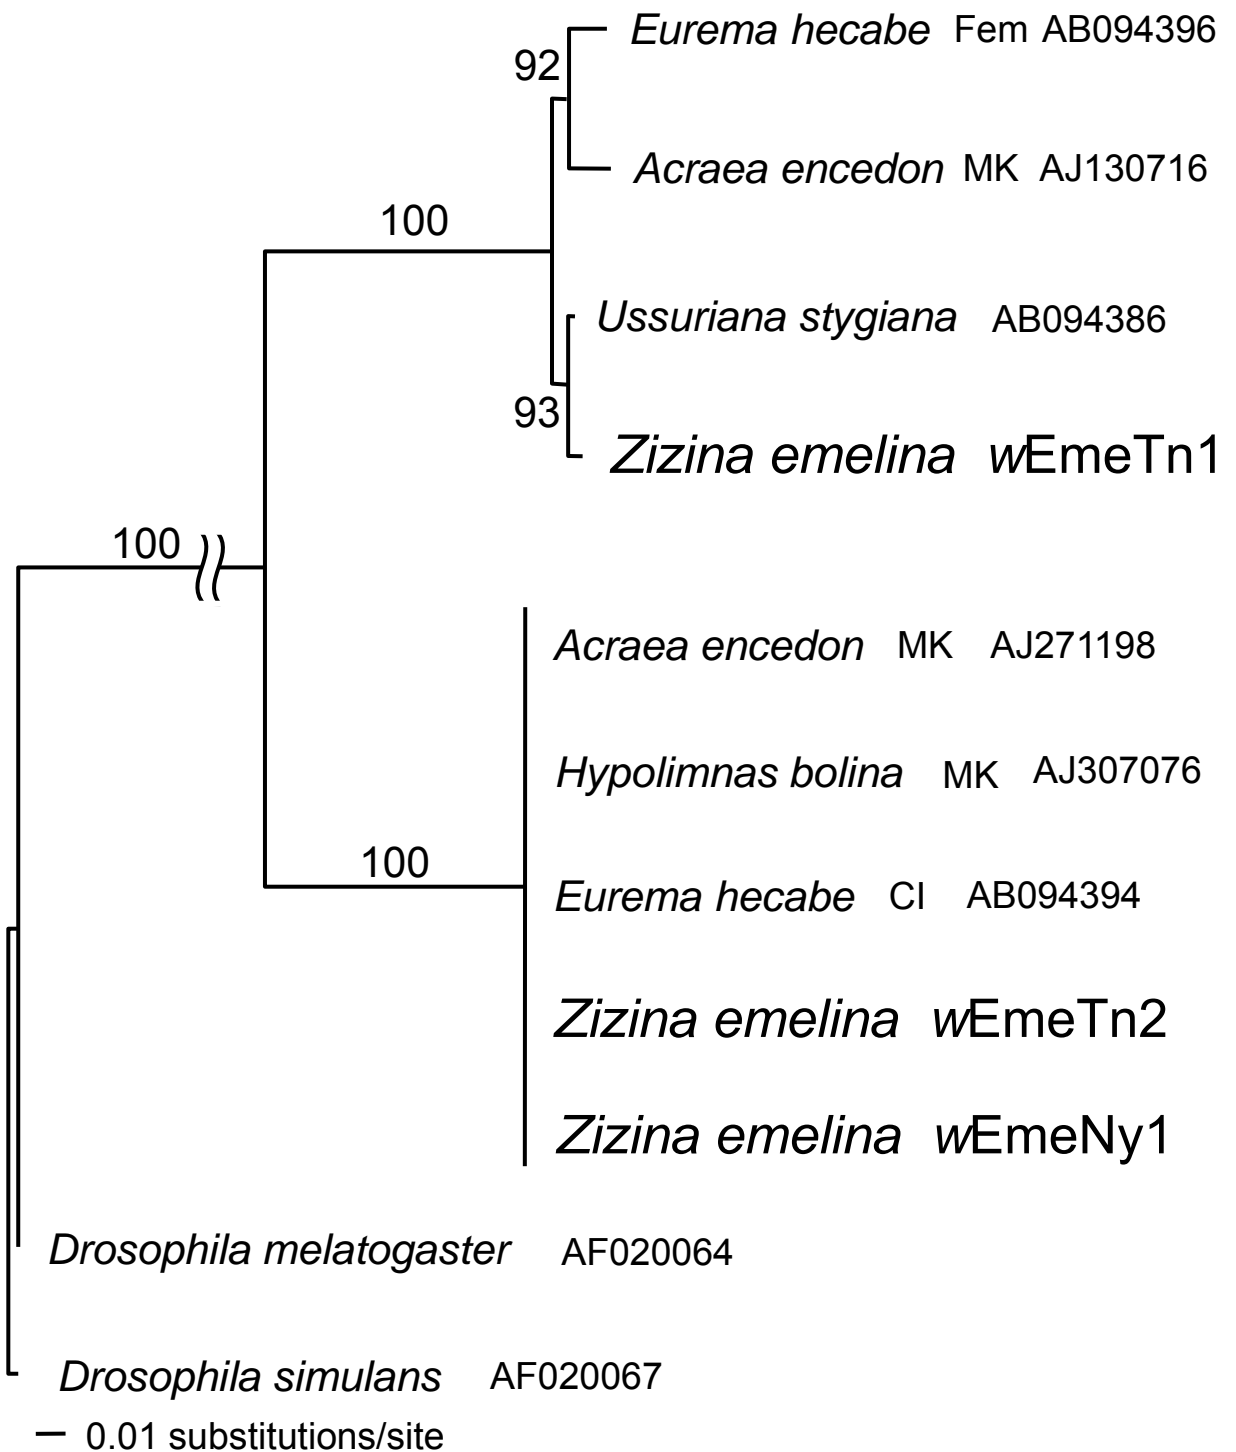 Eurema hecabe Fem AB094396
92
Acraea encedon MK AJ130716
100
Ussuriana stygiana AB094386
93
Zizina emelina wEmeTn1
100
Acraea encedon MK AJ271198
Hypolimnas bolina MK AJ307076
100
Eurema hecabe CI AB094394
Zizina emelina wEmeTn2
Zizina emelina wEmeNy1
Drosophila melatogaster AF020064
Drosophila simulans AF020067
0.01 substitutions/site